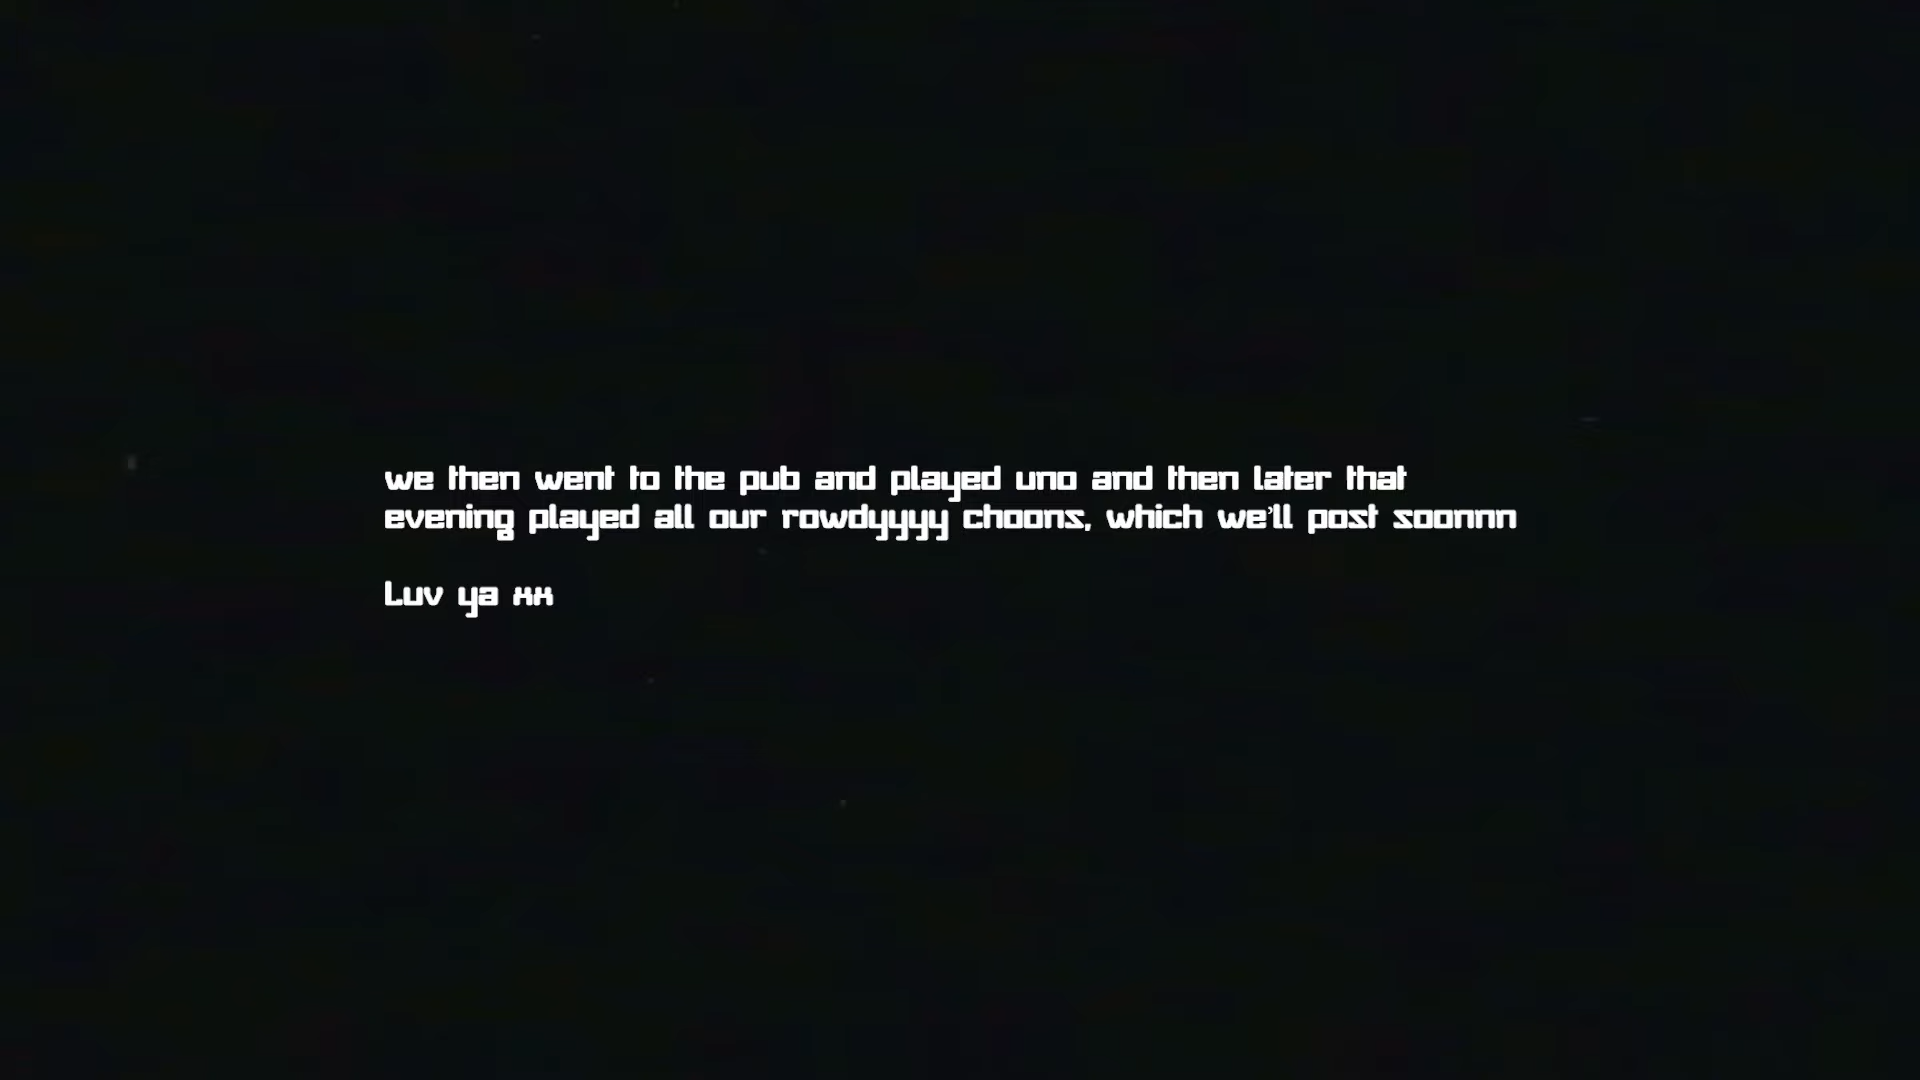 we then went to the pub and played uno and then later that
evening played all our rowdyyyy choons, which we'll post soonnn
Luv ya xx